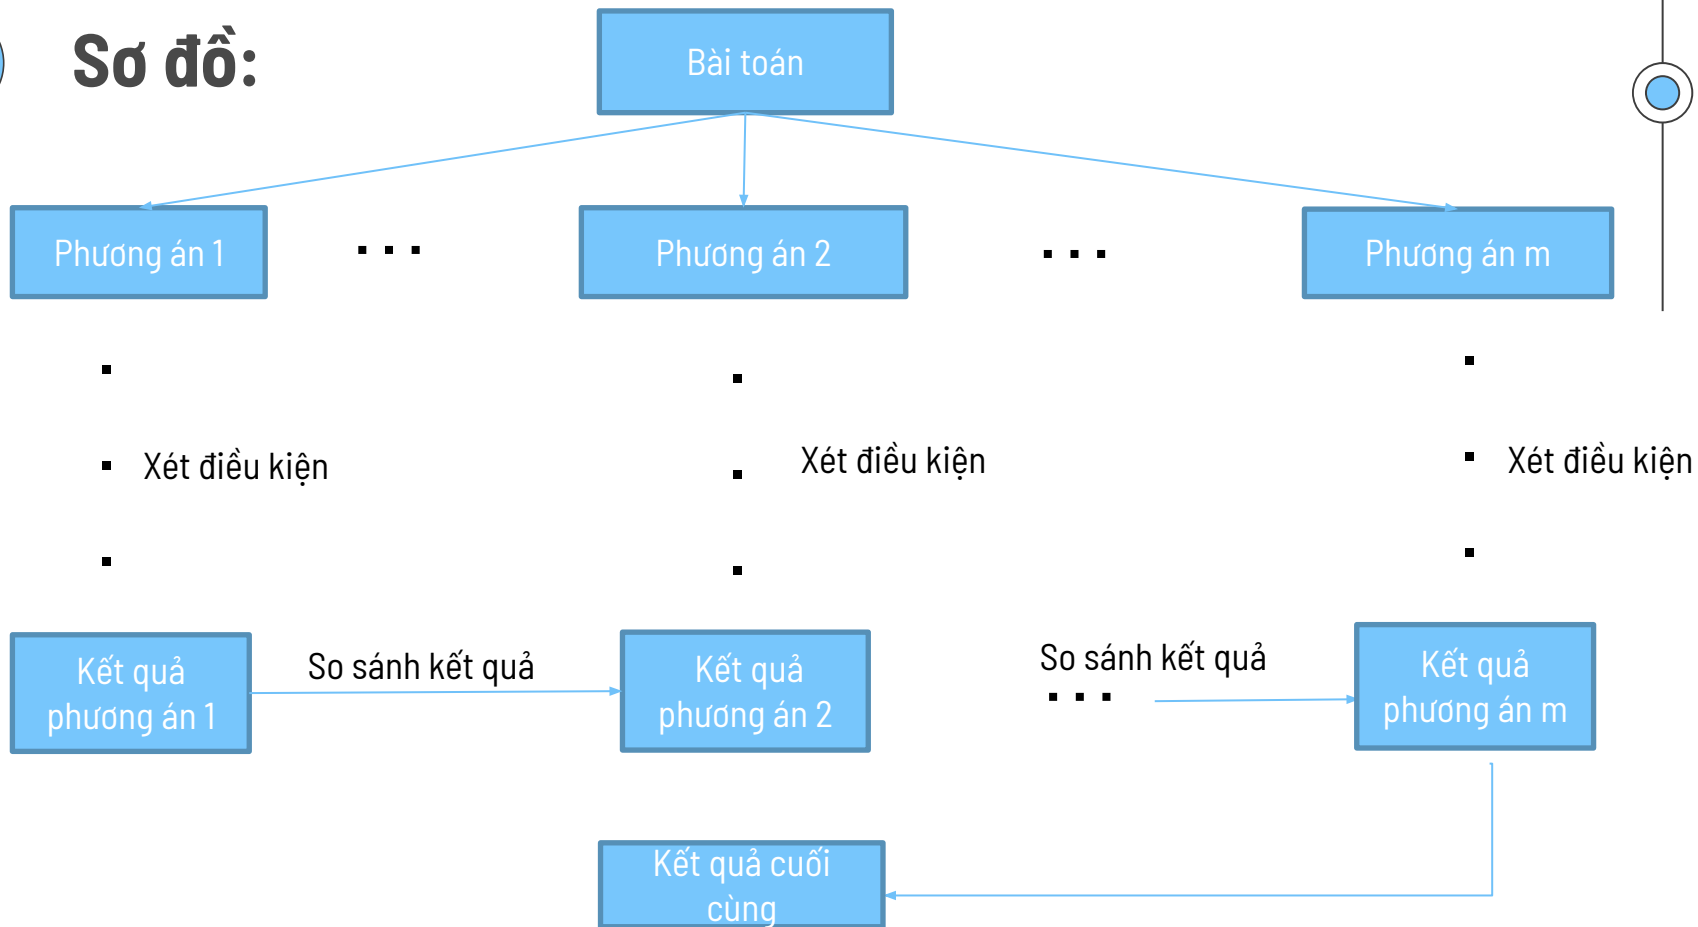 Sơ đồ:
Bài toán
Phương án 1
...
Phương án 2
...
Phương án m
Xét điều kiện
Xét điều kiện
Xét điều kiện
Kết quả
phương án 1
So sánh kết quả
Kết quả
phương án 2
So sánh kết quả
...
Kết quả
phương án m
Kết quả cuối
cùng